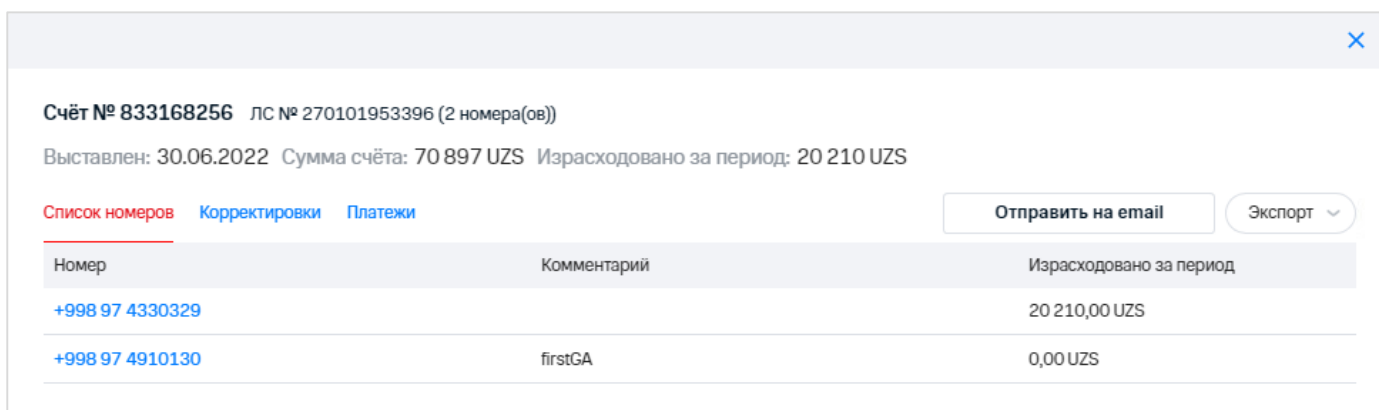 Счёт № 833168256 ЛС № 270101953396 (2 номера(ов))
Выставлен: 30.06.2022 Сумма счёта: 70 897 UZS Израсходовано за период: 20 210 UZS
Список номеров Корректировки Платежи Отправить на email Экспорт
Номер Комментарий Израсходовано за период
+998 97 4330329 20 210,00 UZS
+998 97 4910130 firstGA 0,00 UZS